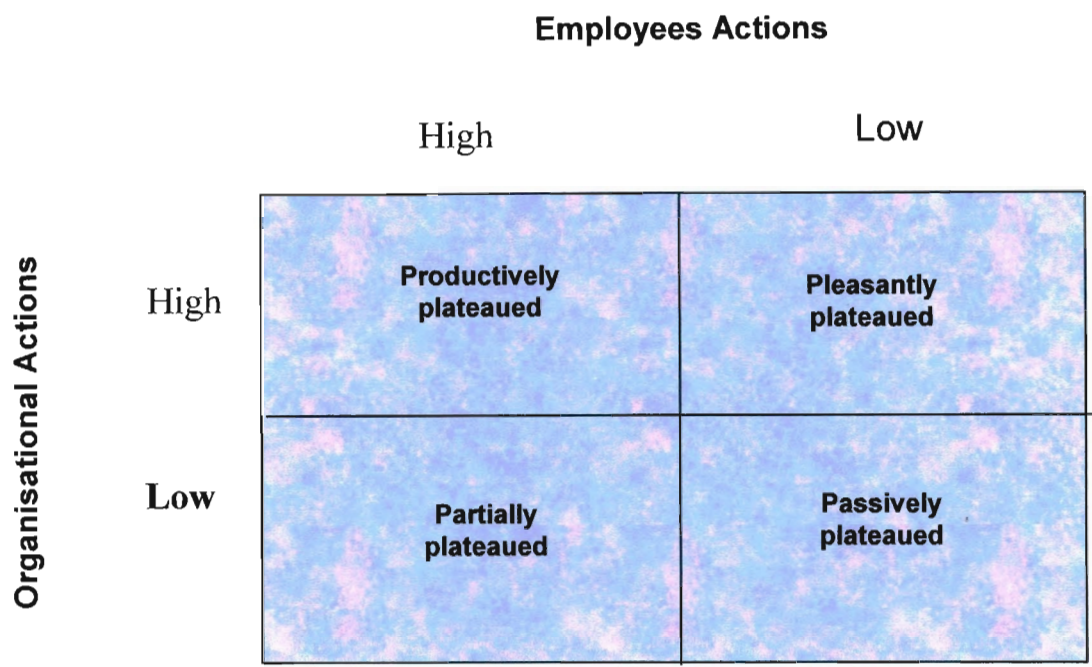 Employees Actions
High
Low
Organisational Actions
High
Productively
plateaued
Pleasantly
plateaued
Low
Partially
plateaued
Passively
plateaued